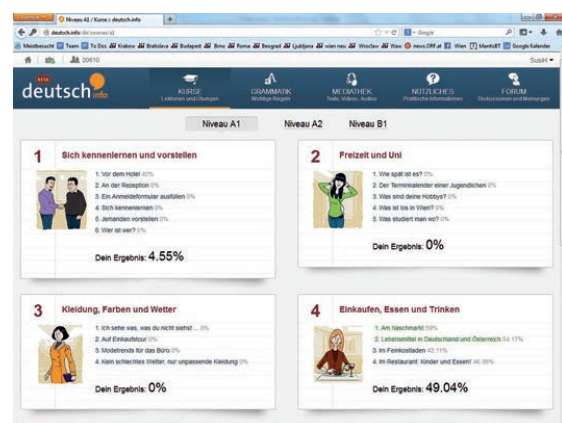 Niveau A1 / Kurse : deutsch.info
deutsch.info/de/courses/a1
Google
Meistbesucht Team To Do: Krakow Bratislava Budapest Brno Roma Beograd Ljubljana wien neu Wroclaw Waw news.ORF.at Wien MantisBT Google Kalender
20610
SusiH
BETA
deutsch info
KURSE
Lektionen und Übungen
GRAMMATIK
Wichtige Regeln
MEDIATHEK
Texte, Videos, Audios
NÜTZLICHES
Praktische Informationen
FORUM
Diskussionen und Meinungen
Niveau A1 Niveau A2 Niveau B1
1 Sich kennenlernen und vorstellen
1. Vor dem Hotel 40%
2. An der Rezeption 0%
3. Ein Anmeldeformular ausfüllen 0%
4. Sich kennenlernen 0%
5. Jemanden vorstellen 0%
6. Wer ist wer? 0%
Dein Ergebnis: 4.55%
2 Freizeit und Uni
1. Wie spät ist es? 0%
2. Der Terminkalender einer Jugendlichen 0%
3. Was sind deine Hobbys? 0%
4. Was ist los in Wien? 0%
5. Was studiert man wo? 0%
Dein Ergebnis: 0%
3 Kleidung, Farben und Wetter
1. Ich sehe was, was du nicht siehst ... 0%
2. Auf Einkaufstour 0%
3. Modetrends für das Büro 0%
4. Kein schlechtes Wetter, nur unpassende Kleidung 0%
Dein Ergebnis: 0%
4 Einkaufen, Essen und Trinken
1. Am Naschmarkt 59%
2. Lebensmittel in Deutschland und Österreich 54.17%
3. Im Feinkostladen 42.11%
4. Im Restaurant: Kinder und Essen!
Dein Ergebnis: 49.04%